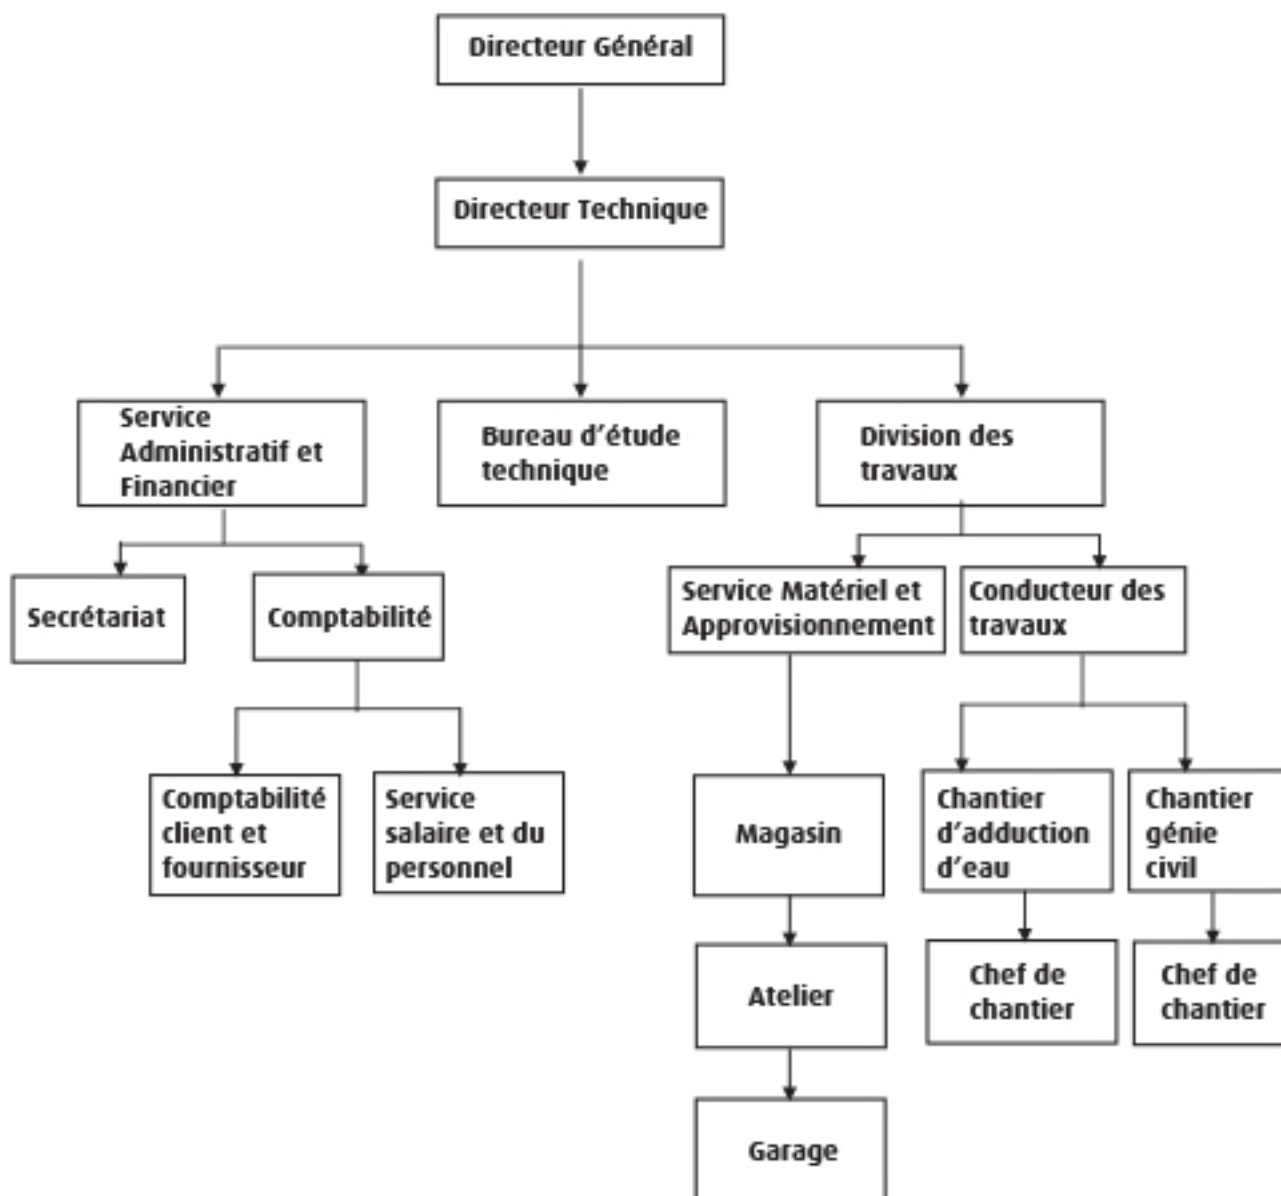 Directeur Général
Directeur Technique
Service
Administratif et
Financier
Bureau d'étude
technique
Division des
travaux
Secrétariat
Comptabilité
Service Matériel et
Approvisionnement
Conducteur des
travaux
Comptabilité
client et
fournisseur
Service
salaire et du
personnel
Magasin
Chantier
d'adduction
d'eau
Chantier
génie
civil
Atelier
Chef de
chantier
Chef de
chantier
Garage